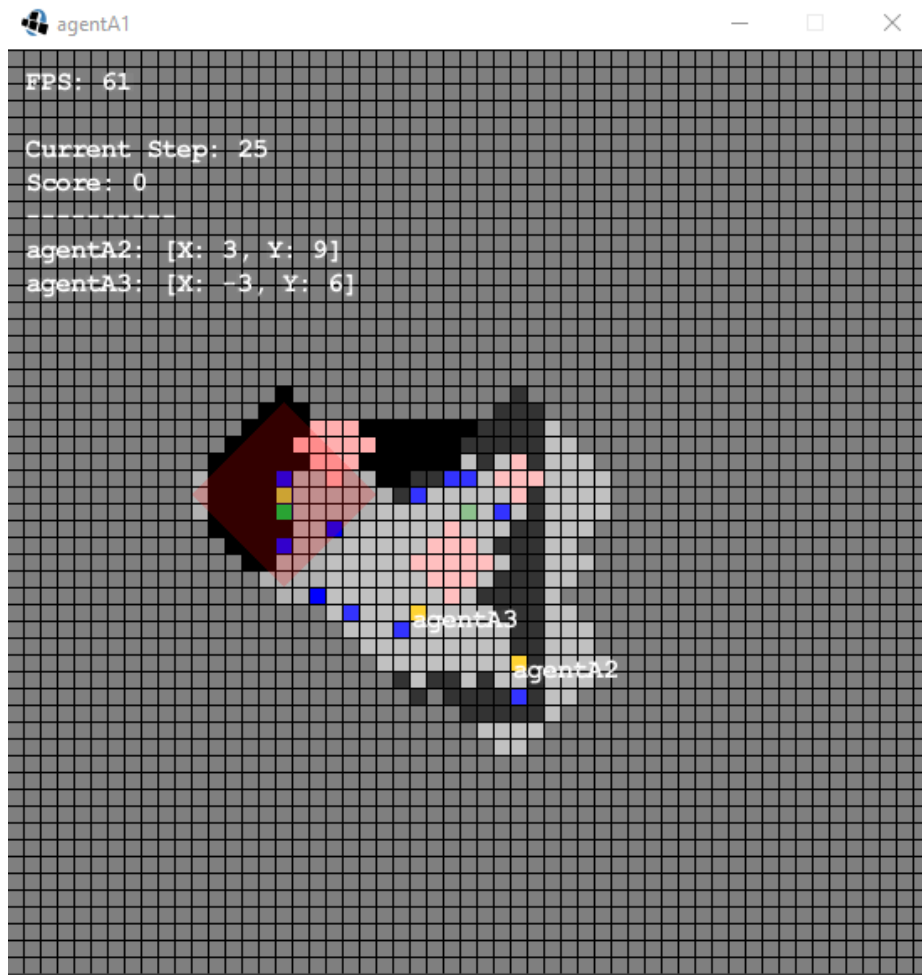 agentA1
FPS: 61
Current Step: 25
Score: 0
----------
agentA2: [X: 3, Y: 9]
agentA3: [X: -3, Y: 6]
agentA3
agentA2